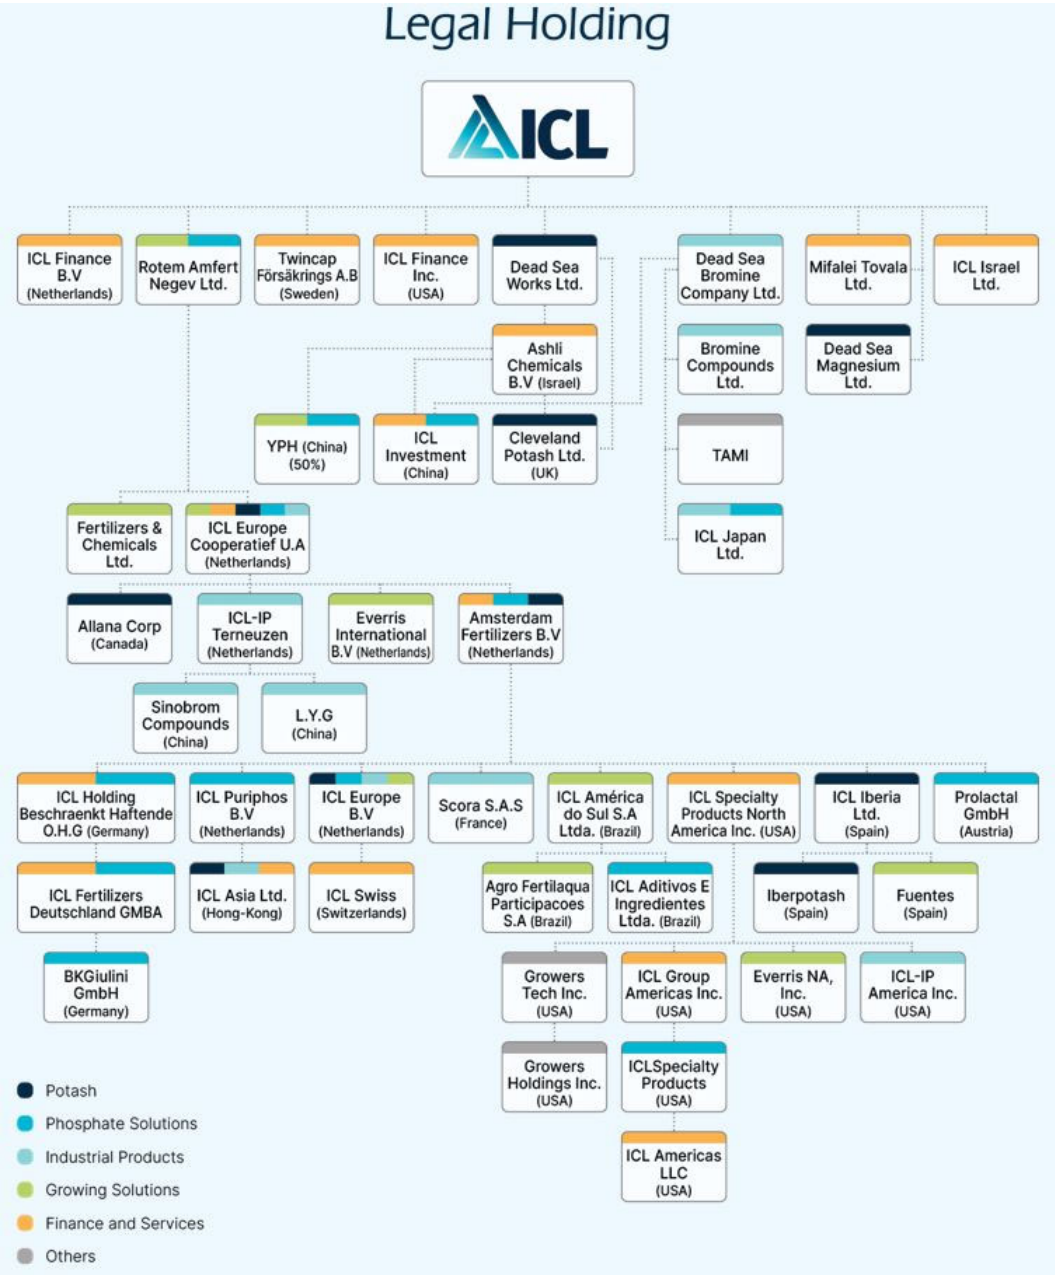 Legal Holding
ICL
ICL Finance
B.V
(Netherlands)
Rotem Amfert
Negev Ltd.
Twincap
Försäkrings A.B
(Sweden)
ICL Finance
Inc.
(USA)
Dead Sea
Works Ltd.
Dead Sea
Bromine
Company Ltd.
Mifalei Tovala
Ltd.
ICL Israel
Ltd.
Ashli
Chemicals
B.V (Israel)
Bromine
Compounds
Ltd.
Dead Sea
Magnesium
Ltd.
YPH (China)
(50%)
ICL
Investment
(China)
Cleveland
Potash Ltd.
(UK)
TAMI
Fertilizers &
Chemicals
Ltd.
ICL Europe
Cooperatief U.A
(Netherlands)
ICL Japan
Ltd.
Allana Corp
(Canada)
ICL-IP
Terneuzen
(Netherlands)
Everris
International
B.V (Netherlands)
Amsterdam
Fertilizers B.V
(Netherlands)
Sinobrom
Compounds
(China)
L.Y.G
(China)
ICL Holding
Beschraenkt Haftende
O.H.G (Germany)
ICL Puriphos
B.V
(Netherlands)
ICL Europe
B.V
(Netherlands)
Scora S.A.S
(France)
ICL América
do Sul S.A
Ltda. (Brazil)
ICL Specialty
Products North
America Inc. (USA)
ICL Iberia
Ltd.
(Spain)
Prolactal
GmbH
(Austria)
ICL Fertilizers
Deutschland GMBA
ICL Asia Ltd.
(Hong-Kong)
ICL Swiss
(Switzerlands)
Agro Fertilaqua
Participacoes
S.A (Brazil)
ICL Aditivos E
Ingredientes
Ltda. (Brazil)
Iberpotash
(Spain)
Fuentes
(Spain)
BKGiulini
GmbH
(Germany)
Growers
Tech Inc.
(USA)
ICL Group
Americas Inc.
(USA)
Everris NA,
Inc.
(USA)
ICL-IP
America Inc.
(USA)
Growers
Holdings Inc.
(USA)
ICLSpecialty
Products
(USA)
ICL Americas
LLC
(USA)
Potash
Phosphate Solutions
Industrial Products
Growing Solutions
Finance and Services
Others